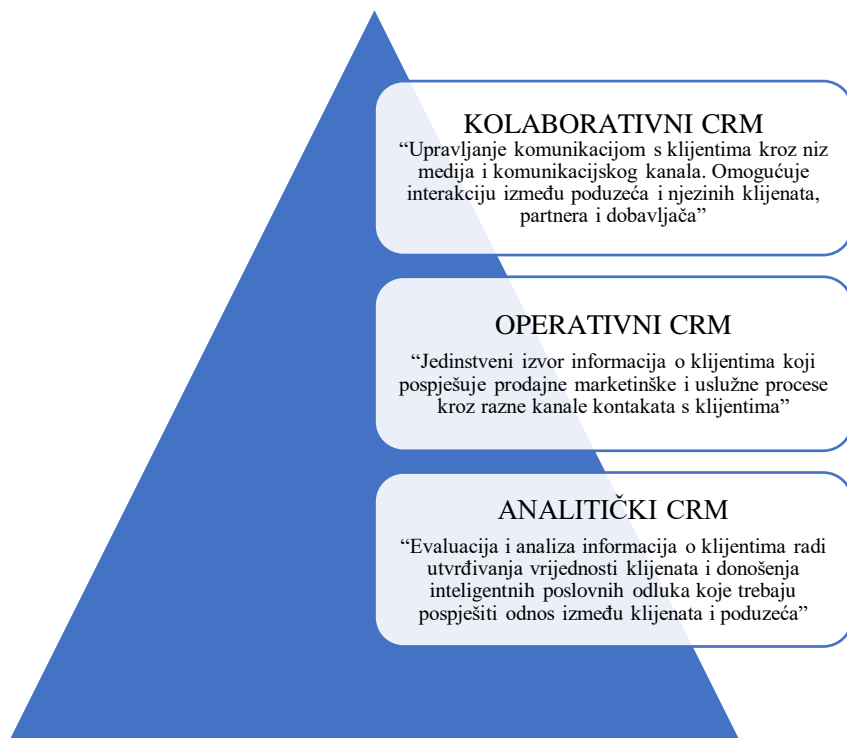 KOLABORATIVNI CRM
“Upravljanje komunikacijom s klijentima kroz niz
medija i komunikacijskog kanala. Omogućuje
interakciju između poduzeća i njezinih klijenata,
partnera i dobavljača”
OPERATIVNI CRM
“Jedinstveni izvor informacija o klijentima koji
pospješuje prodajne marketinške i uslužne procese
kroz razne kanale kontakata s klijentima”
ANALITIČKI CRM
“Evaluacija i analiza informacija o klijentima radi
utvrđivanja vrijednosti klijenata i donošenja
inteligentnih poslovnih odluka koje trebaju
pospješiti odnos između klijenata i poduzeća”